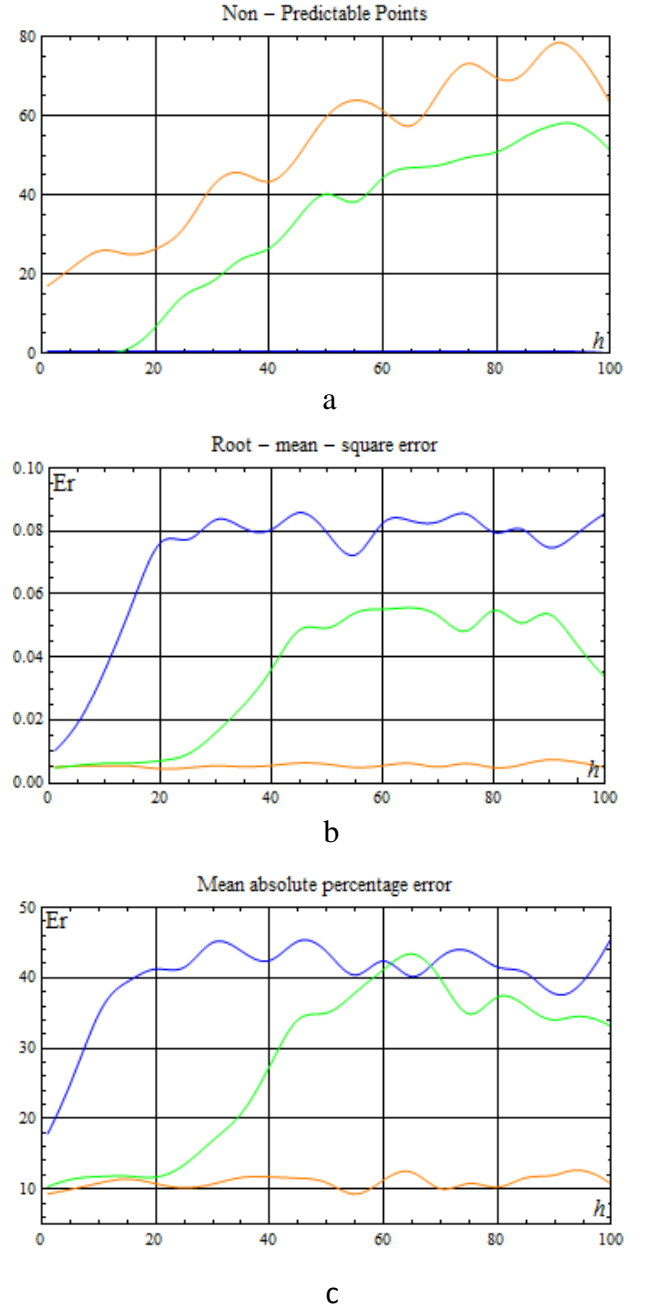 Non – Predictable Points
80
60
40
20
0
0 20 40 60 80 100
h
a
Root – mean – square error
Er
0.10
0.08
0.06
0.04
0.02
0.00
0 20 40 60 80 100
h
b
Mean absolute percentage error
Er
50
40
30
20
10
0 20 40 60 80 100
h
c